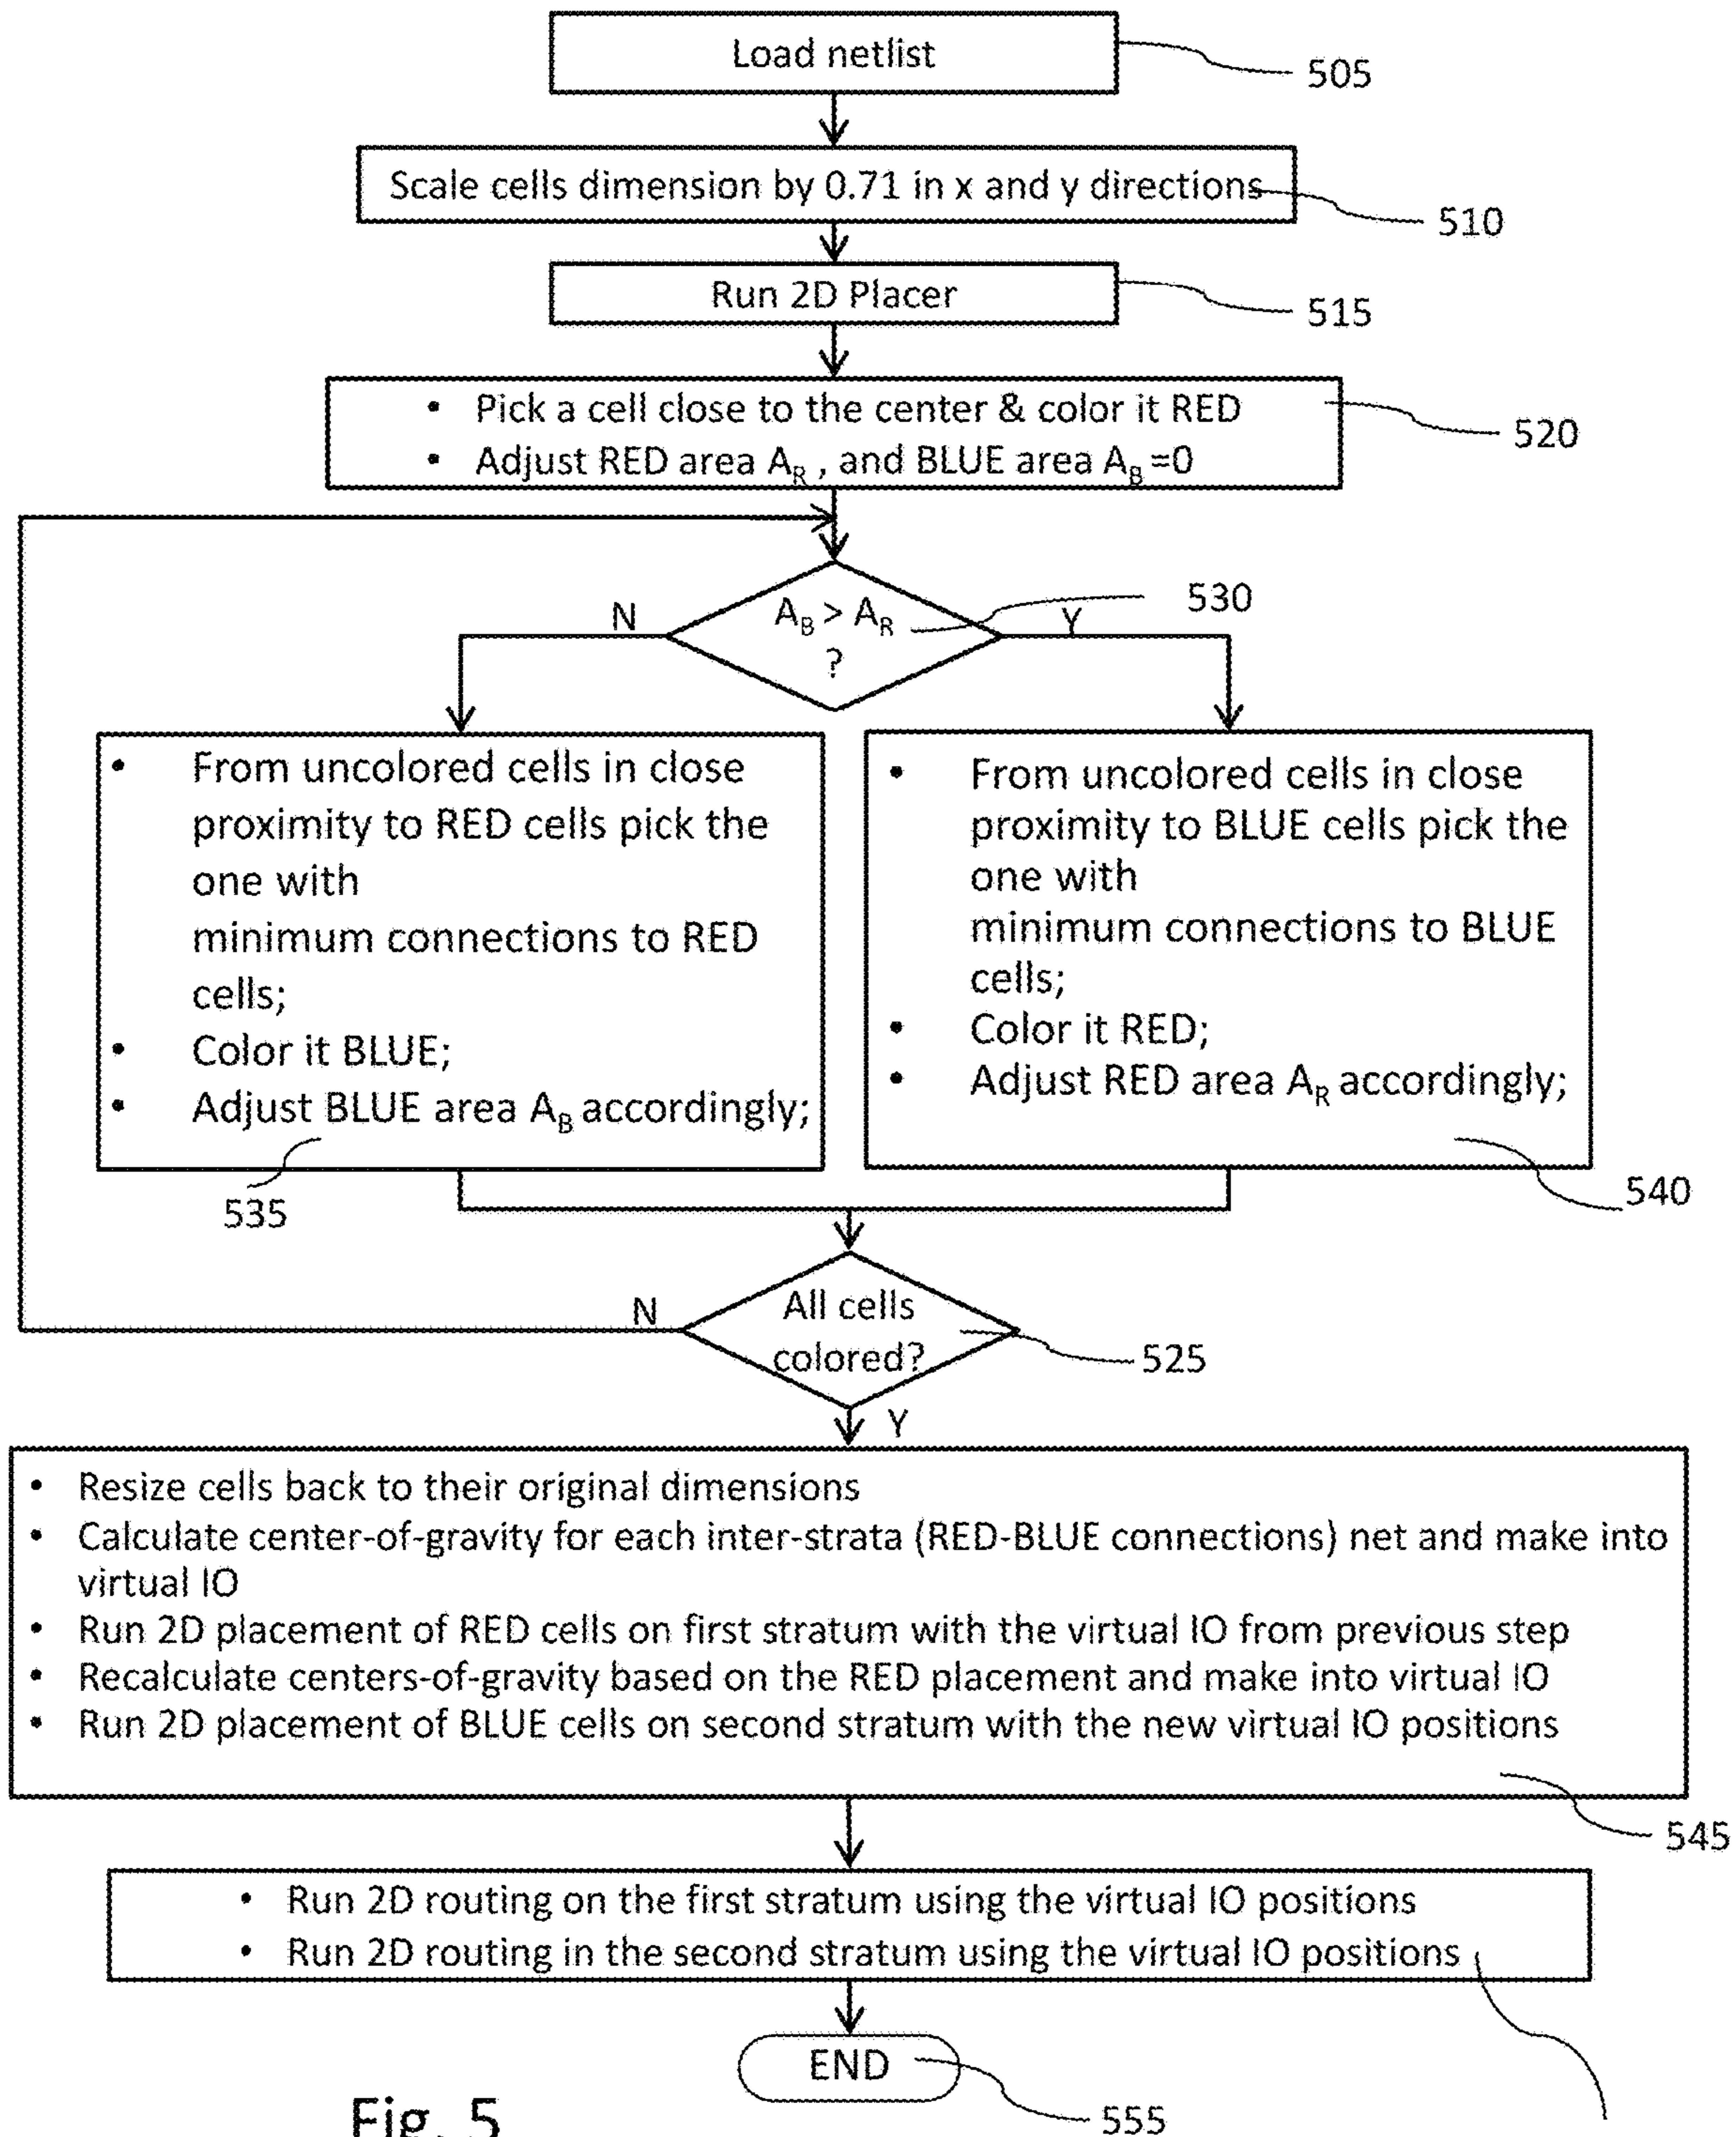 Load netlist
505
Scale cells dimension by 0.71 in x and y directions
510
Run 2D Placer
515
• Pick a cell close to the center & color it RED
• Adjust RED area A_R , and BLUE area A_B =0
520
A_B > A_R
?
530
N
Y
• From uncolored cells in close
proximity to RED cells pick the
one with
minimum connections to RED
cells;
• Color it BLUE;
• Adjust BLUE area A_B accordingly;
535
• From uncolored cells in close
proximity to BLUE cells pick the
one with
minimum connections to BLUE
cells;
• Color it RED;
• Adjust RED area A_R accordingly;
540
All cells
colored?
525
N
Y
• Resize cells back to their original dimensions
• Calculate center-of-gravity for each inter-strata (RED-BLUE connections) net and make into
virtual IO
• Run 2D placement of RED cells on first stratum with the virtual IO from previous step
• Recalculate centers-of-gravity based on the RED placement and make into virtual IO
• Run 2D placement of BLUE cells on second stratum with the new virtual IO positions
545
• Run 2D routing on the first stratum using the virtual IO positions
• Run 2D routing in the second stratum using the virtual IO positions
END
555
Fig. 5